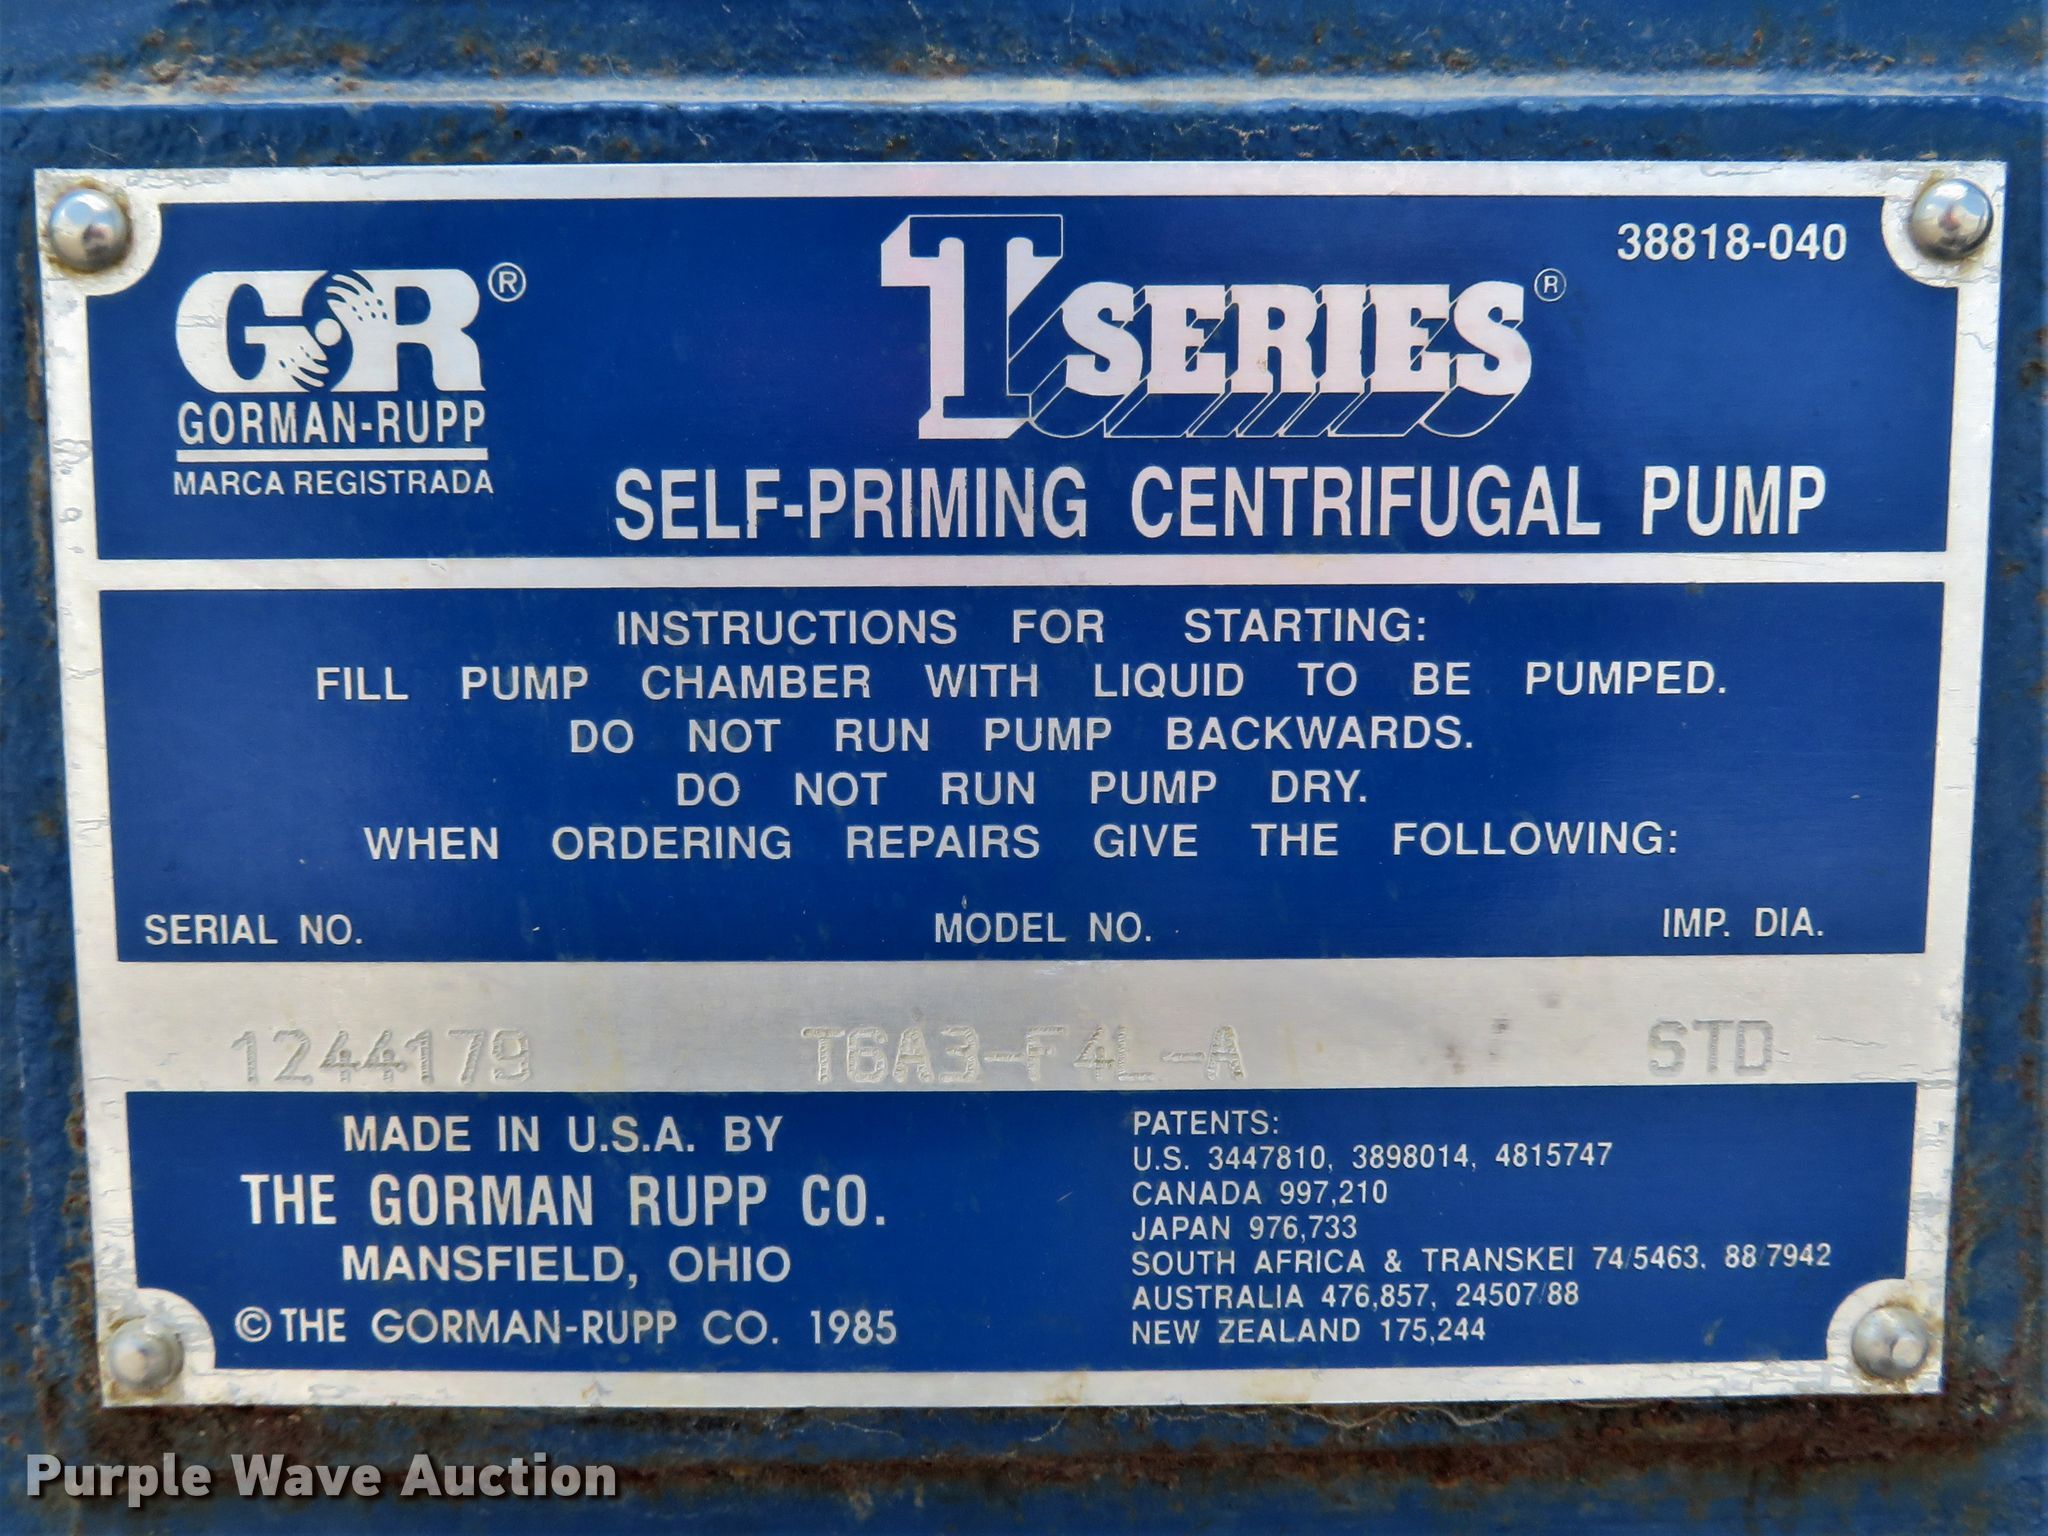 38818-040
GR®
GORMAN-RUPP
MARCA REGISTRADA
T SERIES®
SELF-PRIMING CENTRIFUGAL PUMP
INSTRUCTIONS FOR STARTING:
FILL PUMP CHAMBER WITH LIQUID TO BE PUMPED.
DO NOT RUN PUMP BACKWARDS.
DO NOT RUN PUMP DRY.
WHEN ORDERING REPAIRS GIVE THE FOLLOWING:
SERIAL NO. MODEL NO. IMP. DIA.
1244179 T6A3-F4L-A STD
MADE IN U.S.A. BY
THE GORMAN RUPP CO.
MANSFIELD, OHIO
© THE GORMAN-RUPP CO. 1985
PATENTS:
U.S. 3447810, 3898014, 4815747
CANADA 997,210
JAPAN 976,733
SOUTH AFRICA & TRANSKEI 74/5463, 88/7942
AUSTRALIA 476,857, 24507/88
NEW ZEALAND 175,244
Purple Wave Auction